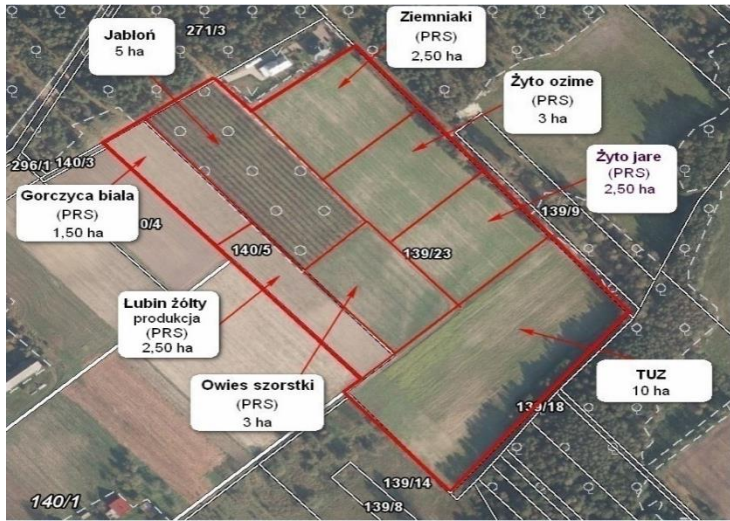 271/3
Jabłoń
5 ha
Ziemniaki
(PRS)
2,50 ha
Żyto ozime
(PRS)
3 ha
Żyto jare
(PRS)
2,50 ha
296/1
140/3
Gorczyca biala
(PRS)
1,50 ha
0/4
140/5
139/23
139/9
Lubin żólty
produkcja
(PRS)
2,50 ha
Owies szorstki
(PRS)
3 ha
TUZ
10 ha
139/18
139/14
139/8
140/1